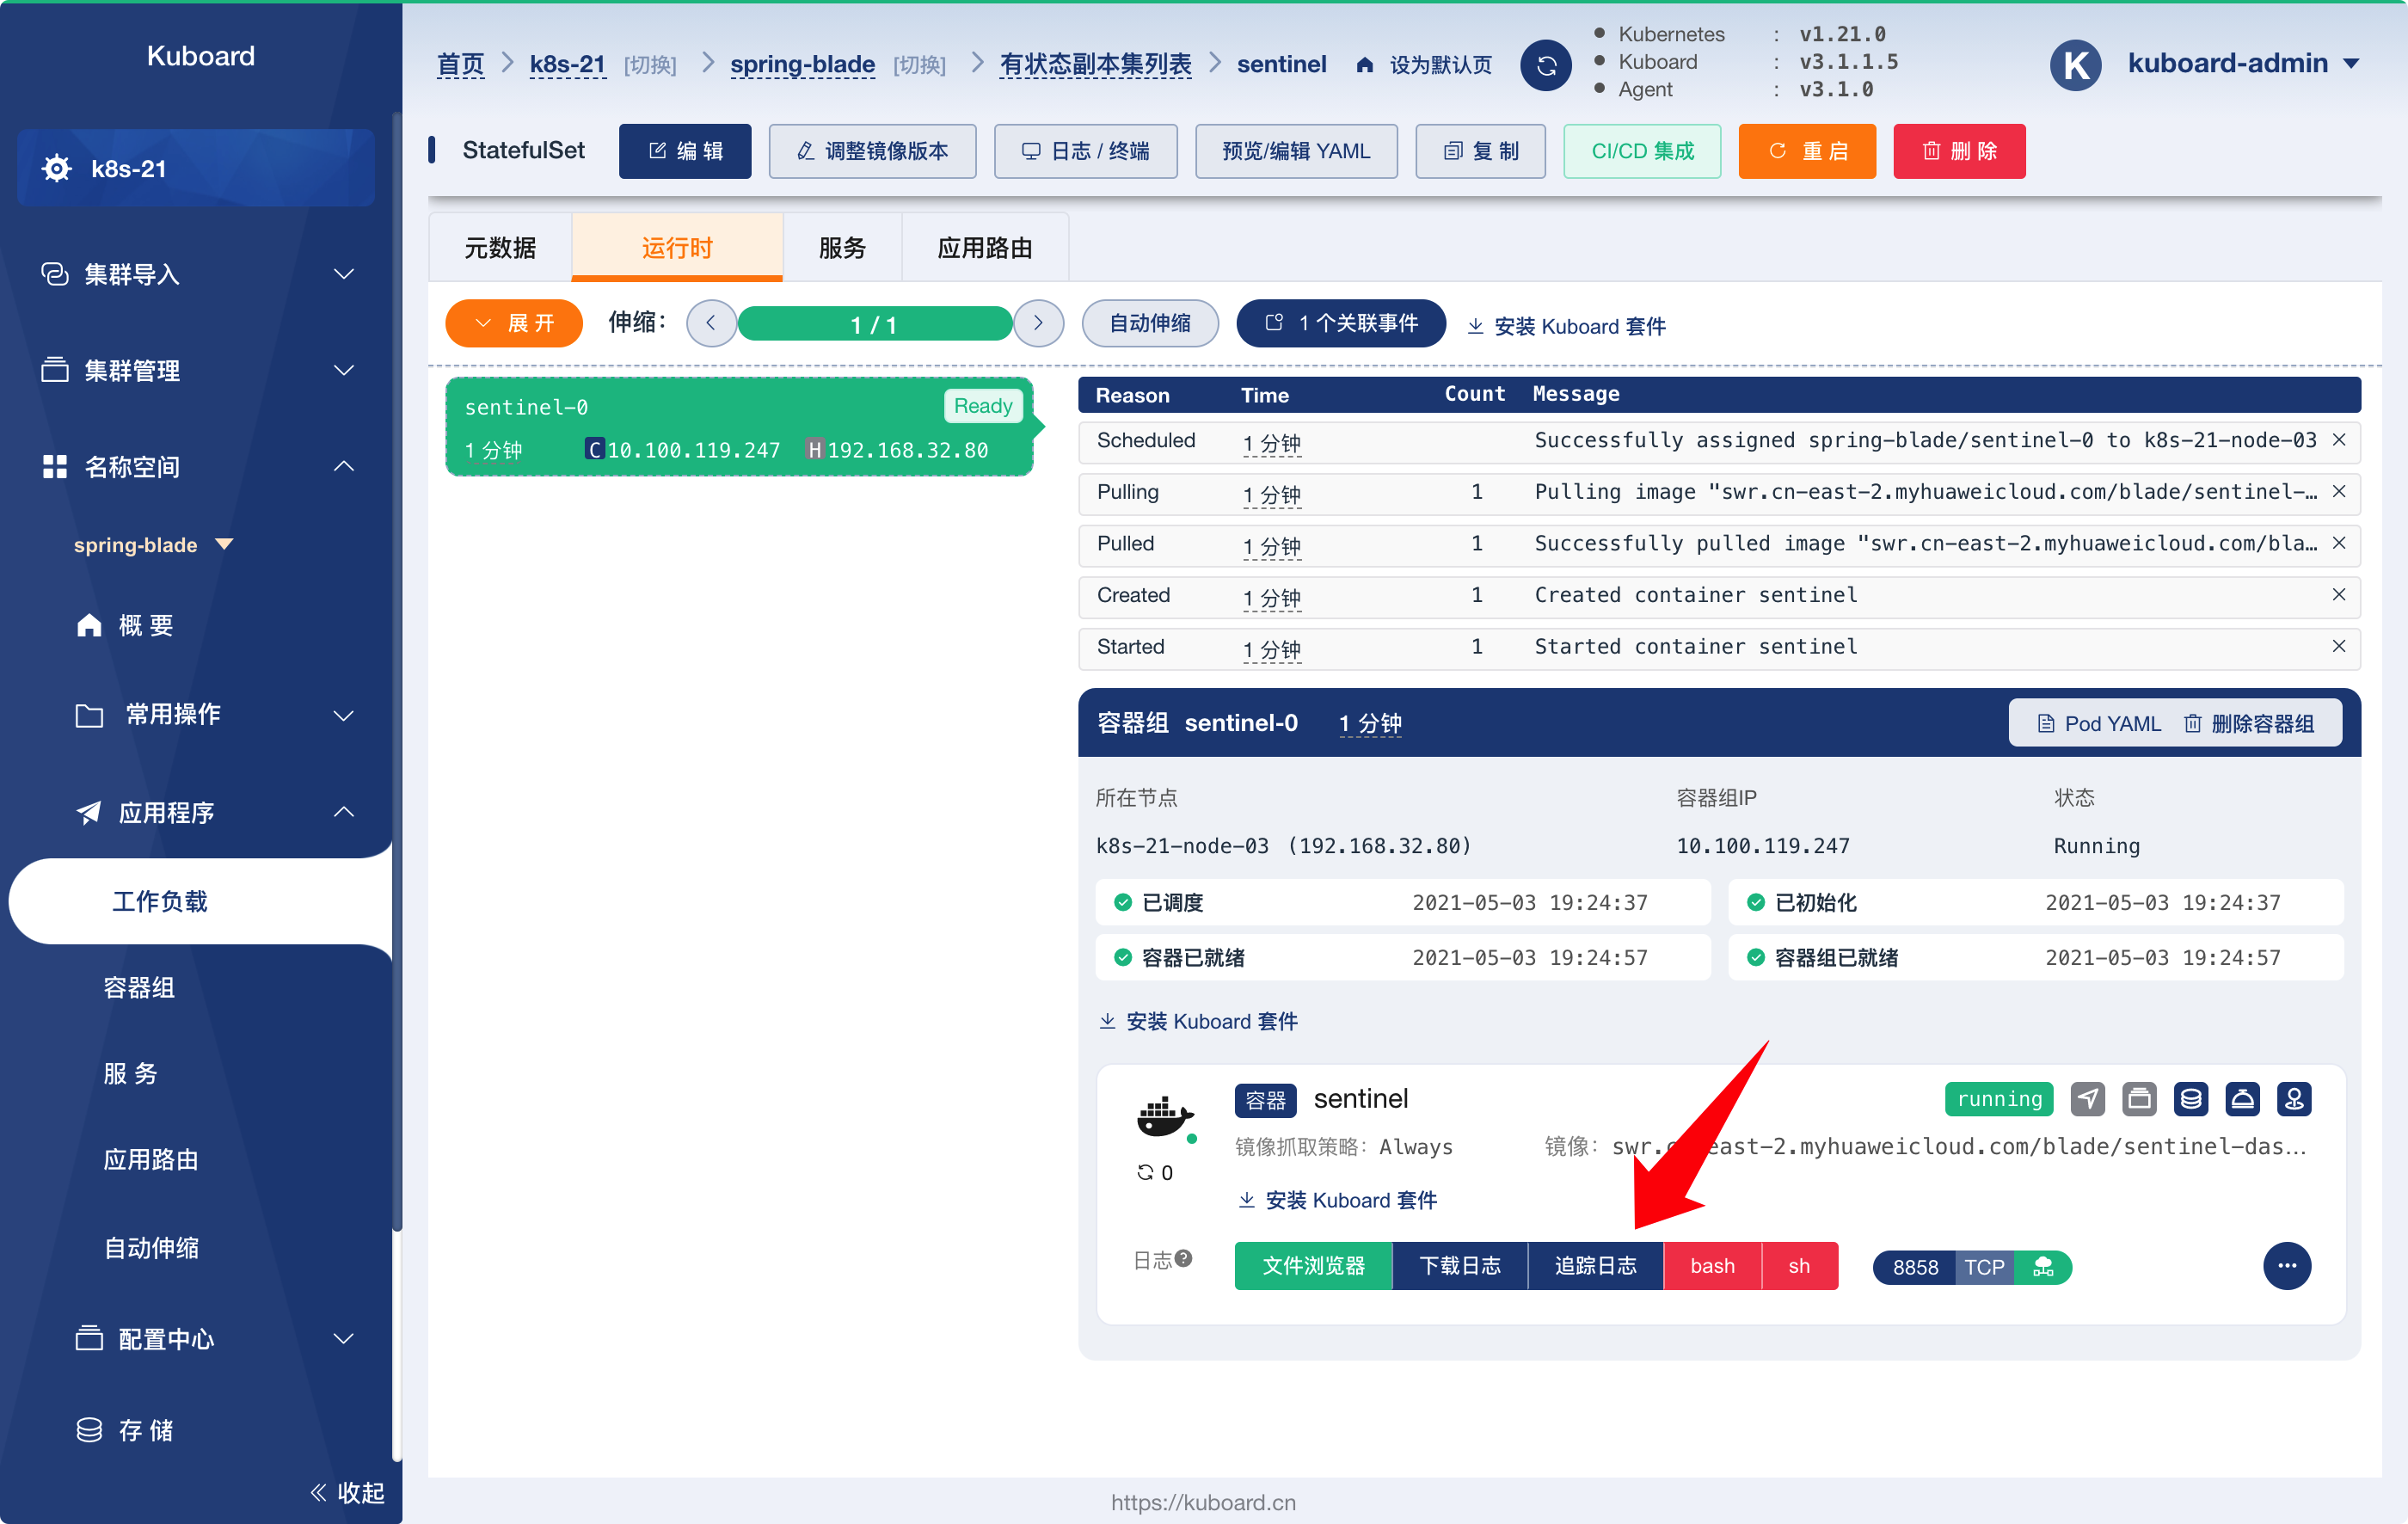 Kuboard
k8s-21
集群导入
集群管理
名称空间
spring-blade
概 要
常用操作
应用程序
工作负载
容器组
服 务
应用路由
自动伸缩
配置中心
存 储
收起
首页 k8s-21 [切换] spring-blade [切换] 有状态副本集列表 sentinel 设为默认页
Kubernetes : v1.21.0
Kuboard : v3.1.1.5
Agent : v3.1.0
K kuboard-admin
StatefulSet 编 辑 调整镜像版本 日志 / 终端 预览/编辑 YAML 复 制 CI/CD 集成 重 启 删 除
元数据 运行时 服务 应用路由
展 开 伸缩： 1 / 1 自动伸缩 1 个关联事件 安装 Kuboard 套件
sentinel-0 Ready
1 分钟 C 10.100.119.247 H 192.168.32.80
Reason Time Count Message
Scheduled 1 分钟 Successfully assigned spring-blade/sentinel-0 to k8s-21-node-03
Pulling 1 分钟 1 Pulling image "swr.cn-east-2.myhuaweicloud.com/blade/sentinel-…
Pulled 1 分钟 1 Successfully pulled image "swr.cn-east-2.myhuaweicloud.com/bla…
Created 1 分钟 1 Created container sentinel
Started 1 分钟 1 Started container sentinel
容器组 sentinel-0 1 分钟 Pod YAML 删除容器组
所在节点 容器组IP 状态
k8s-21-node-03 (192.168.32.80) 10.100.119.247 Running
已调度 2021-05-03 19:24:37 已初始化 2021-05-03 19:24:37
容器已就绪 2021-05-03 19:24:57 容器组已就绪 2021-05-03 19:24:57
安装 Kuboard 套件
容器 sentinel running
镜像抓取策略: Always 镜像: swr. east-2.myhuaweicloud.com/blade/sentinel-das...
0
安装 Kuboard 套件
日志 文件浏览器 下载日志 追踪日志 bash sh 8858 TCP
https://kuboard.cn